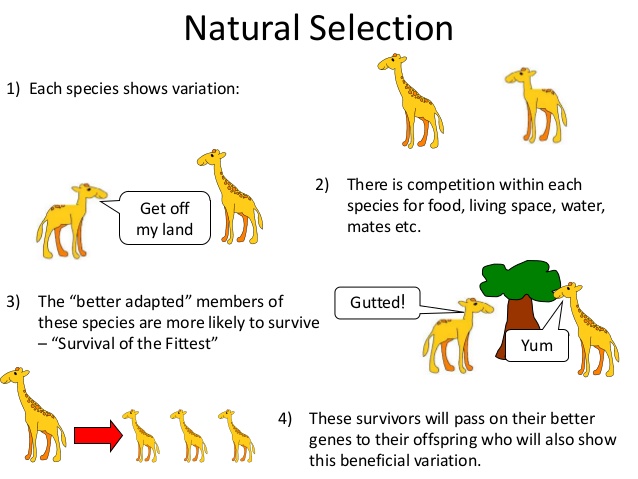 Natural Selection
1) Each species shows variation:
Get off
my land
2) There is competition within each
species for food, living space, water,
mates etc.
3) The “better adapted” members of
these species are more likely to survive
– “Survival of the Fittest”
Gutted!
Yum
4) These survivors will pass on their better
genes to their offspring who will also show
this beneficial variation.